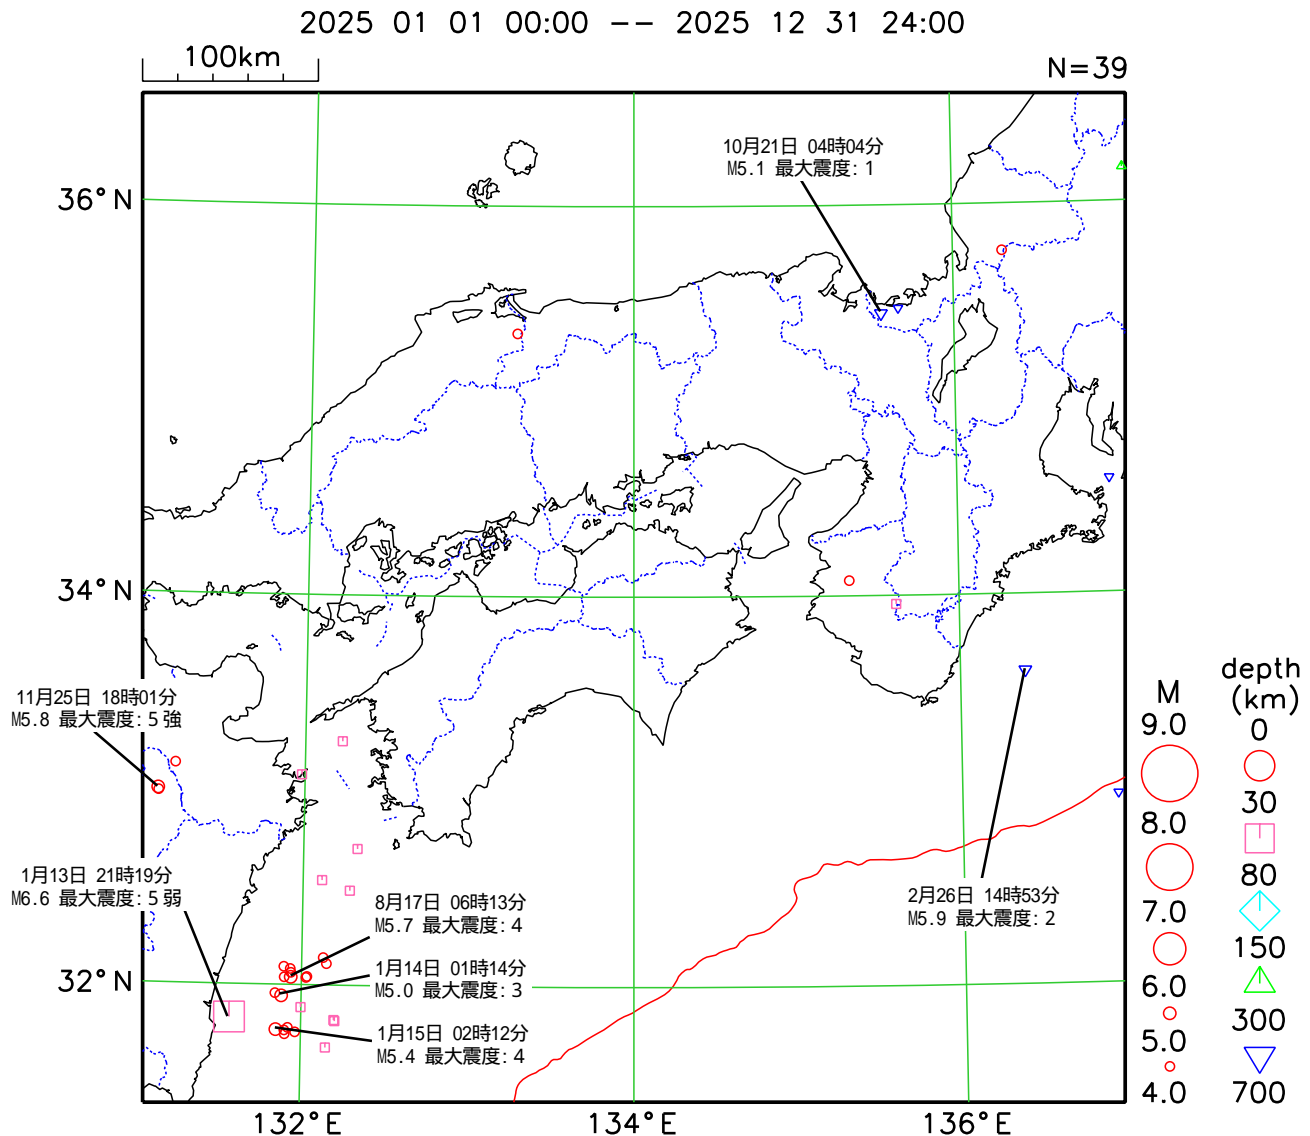 2025 01 01 00:00 -- 2025 12 31 24:00
100km
N=39
10月21日 04時04分
M5.1 最大震度: 1
36°N
34°N
32°N
11月25日 18時01分
M5.8 最大震度: 5強
1月13日 21時19分
M6.6 最大震度: 5弱
8月17日 06時13分
M5.7 最大震度: 4
1月14日 01時14分
M5.0 最大震度: 3
1月15日 02時12分
M5.4 最大震度: 4
2月26日 14時53分
M5.9 最大震度: 2
132°E
134°E
136°E
M
9.0
8.0
7.0
6.0
5.0
4.0
depth
(km)
0
30
80
150
300
700